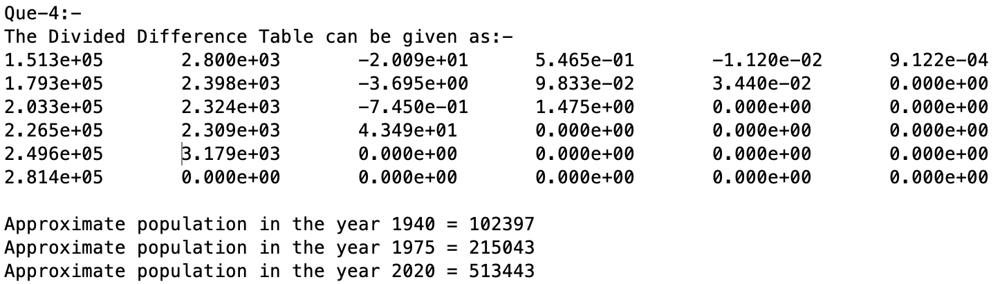 Que-4:-
The Divided Difference Table can be given as:-
1.513e+05 2.800e+03 -2.009e+01 5.465e-01 -1.120e-02 9.122e-04
1.793e+05 2.398e+03 -3.695e+00 9.833e-02 3.440e-02 0.000e+00
2.033e+05 2.324e+03 -7.450e-01 1.475e+00 0.000e+00 0.000e+00
2.265e+05 2.309e+03 4.349e+01 0.000e+00 0.000e+00 0.000e+00
2.496e+05 3.179e+03 0.000e+00 0.000e+00 0.000e+00 0.000e+00
2.814e+05 0.000e+00 0.000e+00 0.000e+00 0.000e+00 0.000e+00
Approximate population in the year 1940 = 102397
Approximate population in the year 1975 = 215043
Approximate population in the year 2020 = 513443